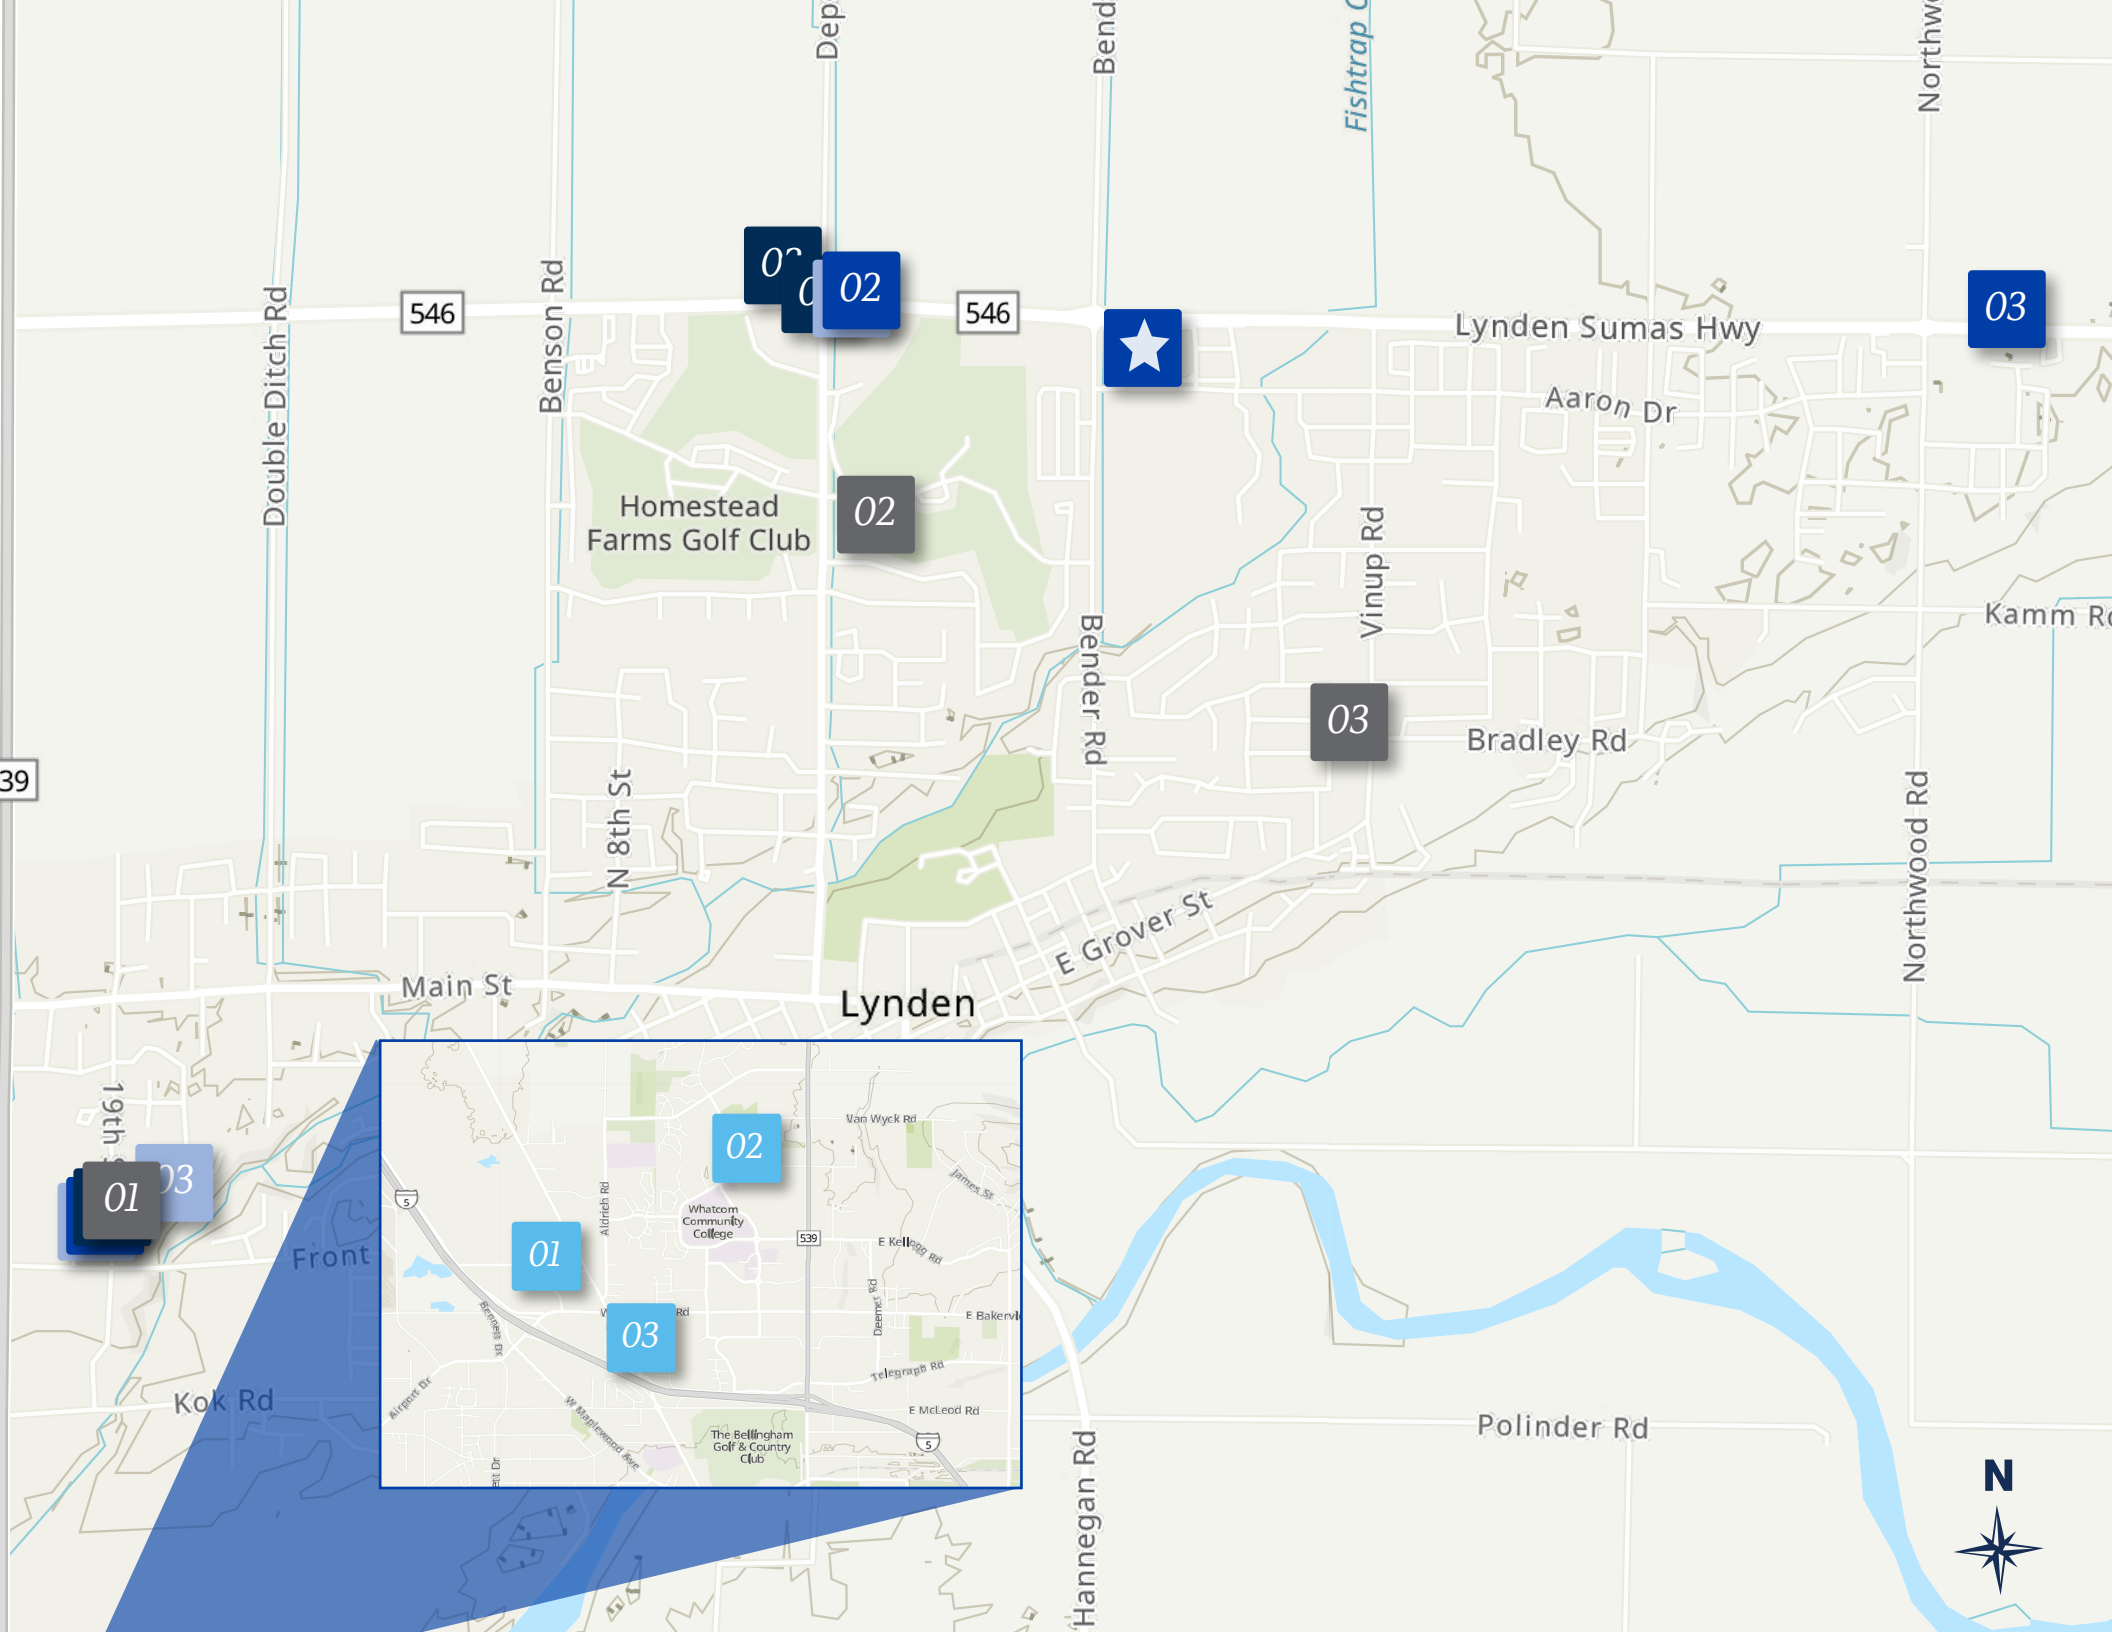 Bend
Fishtrap C
Northw
02
03
546
546
Lynden Sumas Hwy
Double Ditch Rd
Benson Rd
Aaron Dr
Homestead
Farms Golf Club
02
Vinup Rd
Kamm Rd
Bender Rd
03
Bradley Rd
39
N 8th St
Northwood Rd
E Grover St
Main St
Lynden
19th S
01
03
Front
Kok Rd
02
Van Wyck Rd
James St
5
Aldrich Rd
Whatcom
Community
College
539
E Kellogg Rd
01
Bennett Dr
Deemer Rd
Rd
E Bakervi
03
Telegraph Rd
Airport Dr
W Maplewood Ave
E McLeod Rd
The Bellingham
Golf & Country
Club
5
ett Dr
Hannegan Rd
Polinder Rd
N